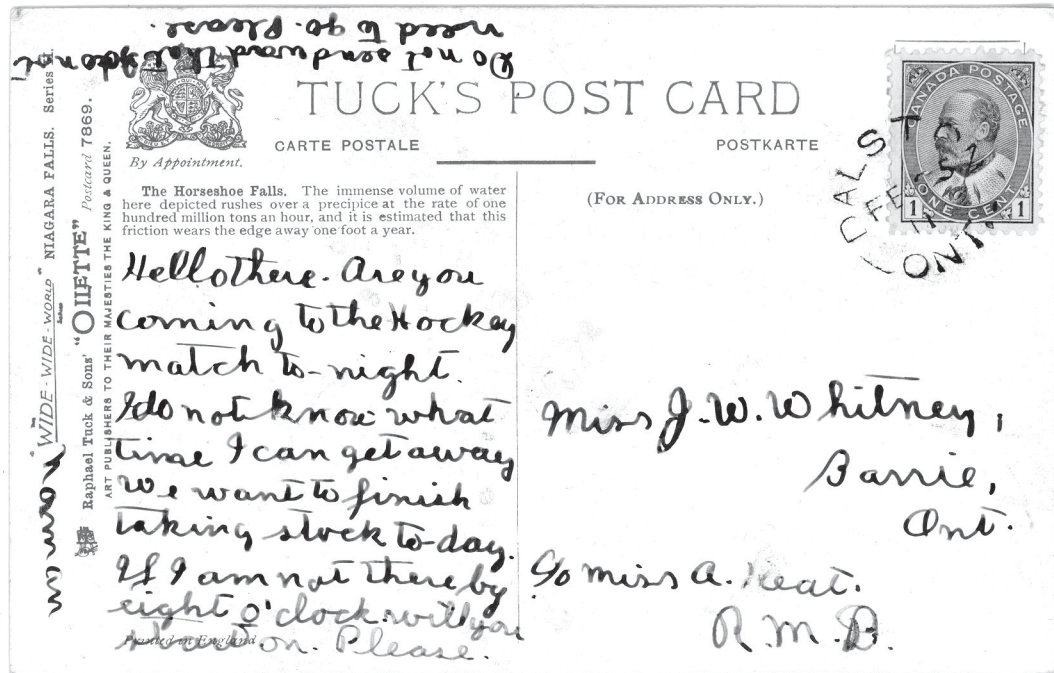 Do not send word that you do not
need to go. Please.
TUCK'S POST CARD
CARTE POSTALE
POSTKARTE
By Appointment.
(FOR ADDRESS ONLY.)
The Horseshoe Falls. The immense volume of water
here depicted rushes over a precipice at the rate of one
hundred million tons an hour, and it is estimated that this
friction wears the edge away one foot a year.
"WIDE-WIDE-WORLD" NIAGARA FALLS. Series
Raphael Tuck & Sons' "OILETTE" Postcard 7869.
ART PUBLISHERS TO THEIR MAJESTIES THE KING & QUEEN.
CANADA POSTAGE
1 ONE CENT 1
ONT.
Hello there. Are you
coming to the Hockey
match to-night.
I do not know what
time I can get away
We want to finish
taking stock to-day.
If I am not there by
eight o'clock will you
on. Please.
Printed in England
Miss J. W. Whitney,
Barrie,
Ont.
c/o Miss A.
R.M.B.